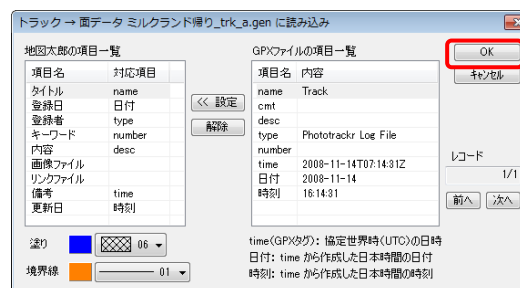 トラック → 面データ ミルクランド帰り_trk_a.gen に読み込み
地図太郎の項目一覧
項目名 対応項目
タイトル name
登録日 日付
登録者 type
キーワード number
内容 desc
画像ファイル
リンクファイル
備考 time
更新日 時刻
<< 設定
解除
GPXファイルの項目一覧
項目名 内容
name Track
cmt
desc
type Phototrackr Log File
number
time 2008-11-14T07:14:31Z
日付 2008-11-14
時刻 16:14:31
OK
キャンセル
レコード
1/1
前へ 次へ
塗り 06
境界線 01
time(GPXタグ): 協定世界時(UTC)の日時
日付: time から作成した日本時間の日付
時刻: time から作成した日本時間の時刻